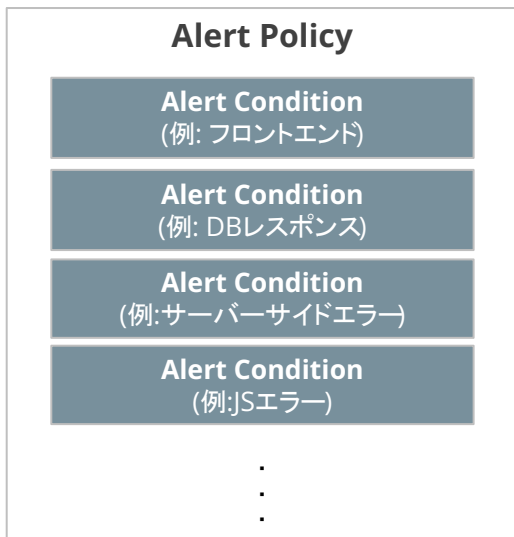 Alert Policy
Alert Condition
(例: フロントエンド)
Alert Condition
(例: DBレスポンス)
Alert Condition
(例:サーバーサイドエラー)
Alert Condition
(例:JSエラー)
.
.
.